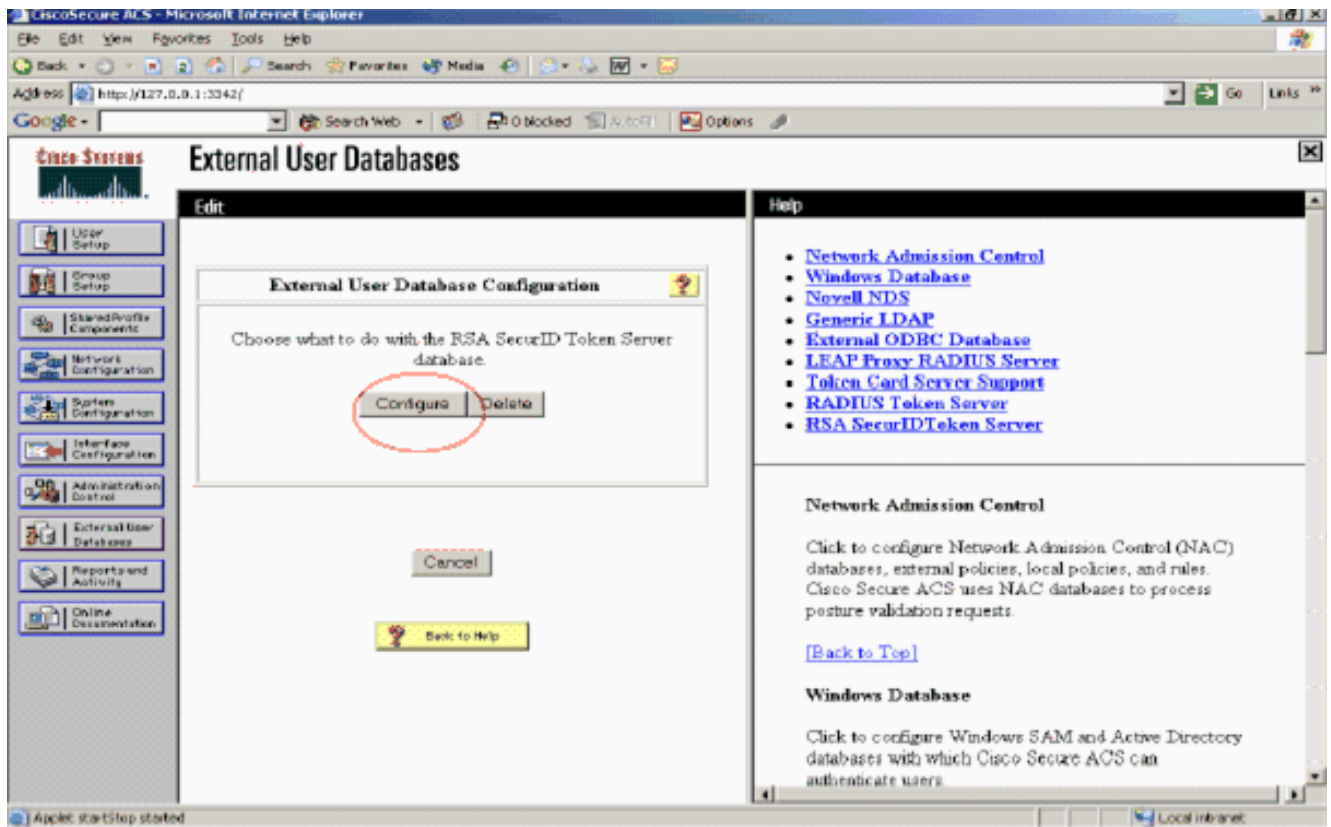 CiscoSecure ACS - Microsoft Internet Explorer
File Edit View Favorites Tools Help
Back Search Favorites Media
Address http://127.0.0.1:3342/ Go Links »
Google - Search Web 0 blocked AutoFill Options
Cisco Systems
External User Databases
User
Setup
Group
Setup
Shared Profile
Components
Network
Configuration
System
Configuration
Interface
Configuration
Administration
Control
External User
Databases
Reports and
Activity
Online
Documentation
Edit
External User Database Configuration
Choose what to do with the RSA SecurID Token Server
database.
Configure Delete
Cancel
Back to Help
Help
• Network Admission Control
• Windows Database
• Novell NDS
• Generic LDAP
• External ODBC Database
• LEAP Proxy RADIUS Server
• Token Card Server Support
• RADIUS Token Server
• RSA SecurIDToken Server
Network Admission Control
Click to configure Network Admission Control (NAC)
databases, external policies, local policies, and rules.
Cisco Secure ACS uses NAC databases to process
posture validation requests.
[Back to Top]
Windows Database
Click to configure Windows SAM and Active Directory
databases with which Cisco Secure ACS can
authenticate users.
Applet startStop started
Local intranet